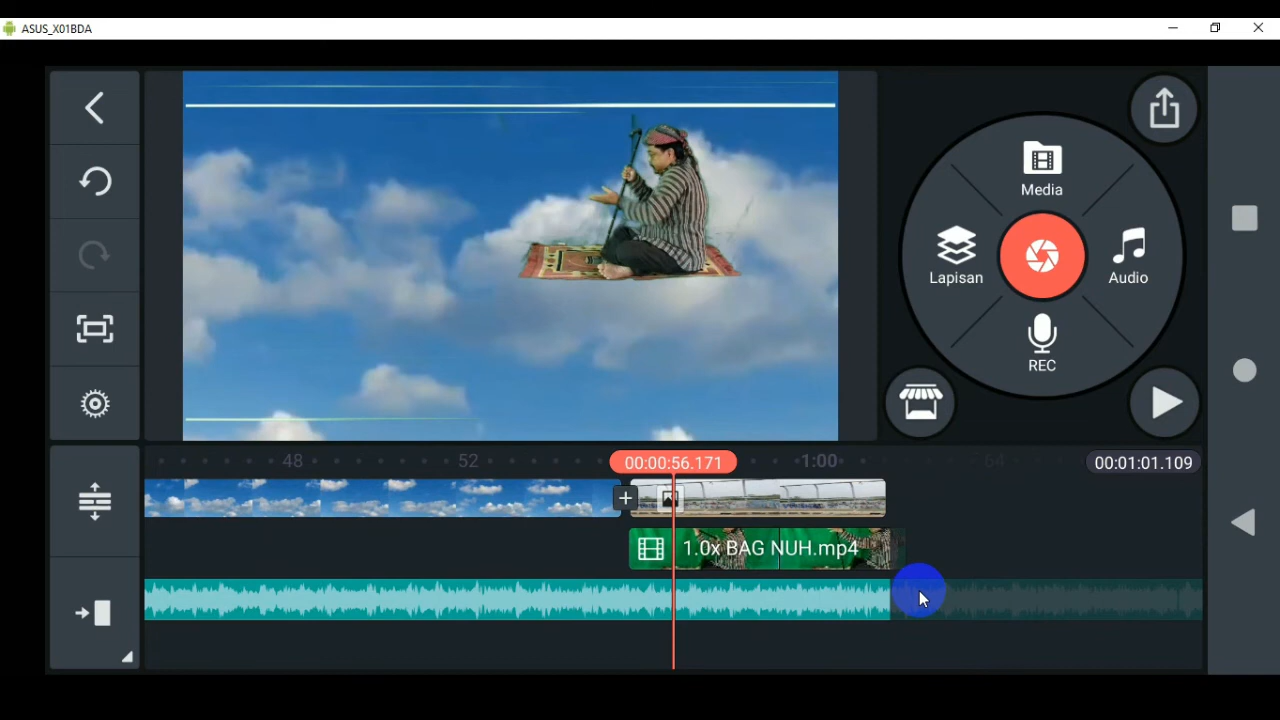 ASUS_X01BDA
Media
Lapisan
Audio
REC
48
52
00:00:56.171
1:00
64
00:01:01.109
1.0x BAG NUH.mp4